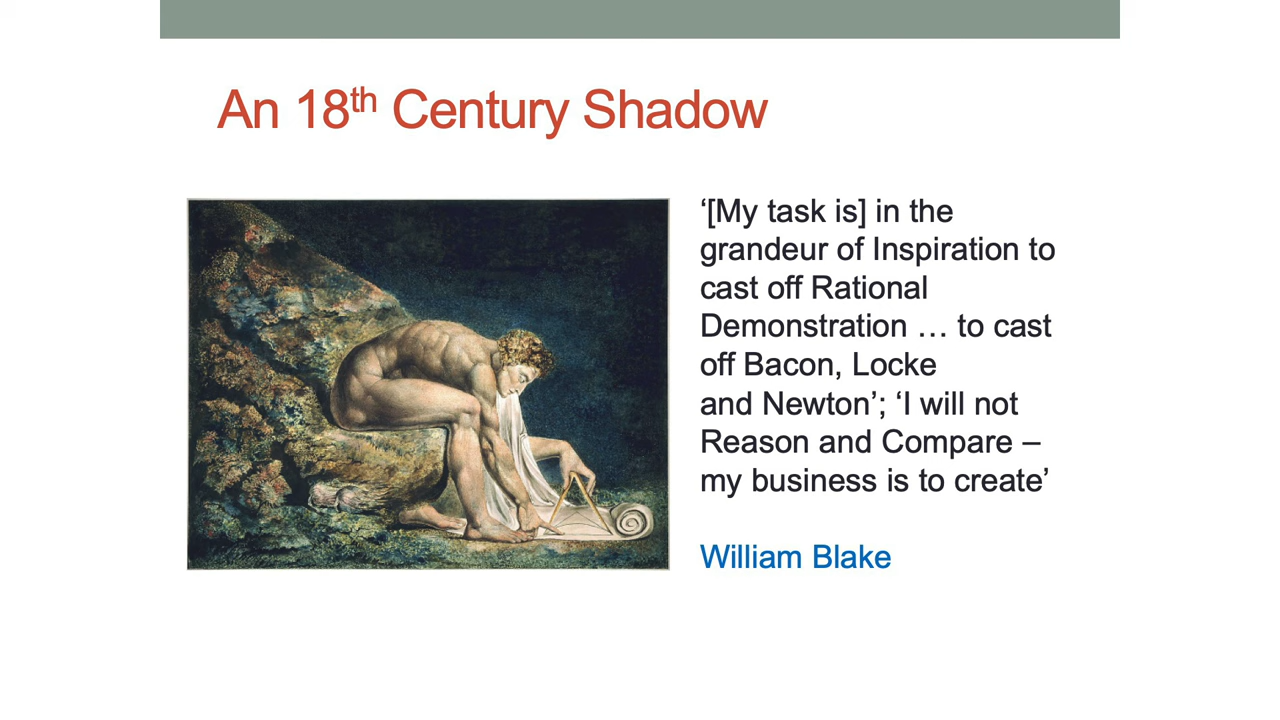 An 18th Century Shadow
‘[My task is] in the
grandeur of Inspiration to
cast off Rational
Demonstration … to cast
off Bacon, Locke
and Newton’; ‘I will not
Reason and Compare –
my business is to create’
William Blake